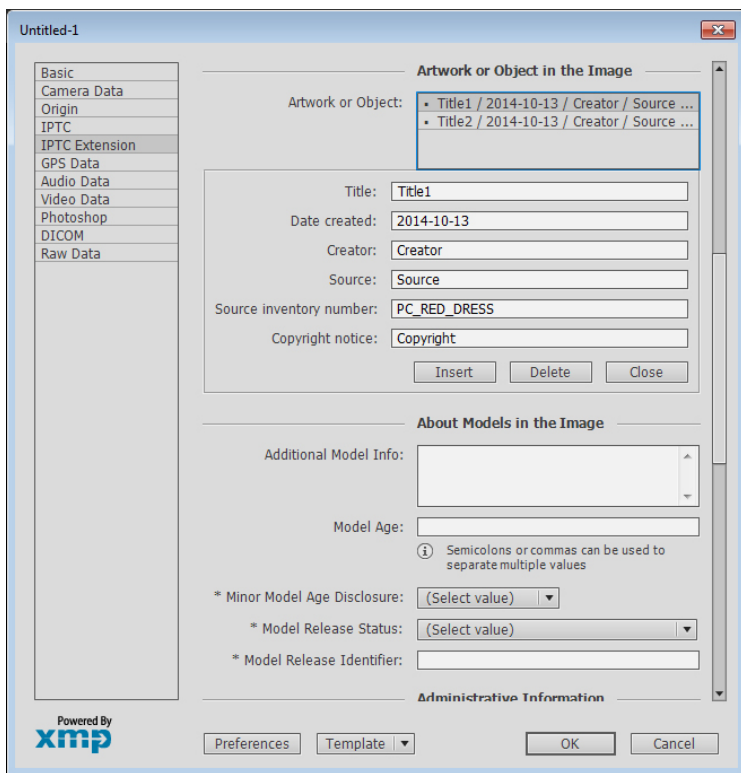 Untitled-1
Basic
Camera Data
Origin
IPTC
IPTC Extension
GPS Data
Audio Data
Video Data
Photoshop
DICOM
Raw Data
Artwork or Object in the Image
Artwork or Object:
▪ Title1 / 2014-10-13 / Creator / Source ...
▪ Title2 / 2014-10-13 / Creator / Source ...
Title: Title1
Date created: 2014-10-13
Creator: Creator
Source: Source
Source inventory number: PC_RED_DRESS
Copyright notice: Copyright
Insert Delete Close
About Models in the Image
Additional Model Info:
Model Age:
Semicolons or commas can be used to
separate multiple values
* Minor Model Age Disclosure: (Select value)
* Model Release Status: (Select value)
* Model Release Identifier:
Administrative Information
Powered By
xmp
Preferences Template OK Cancel